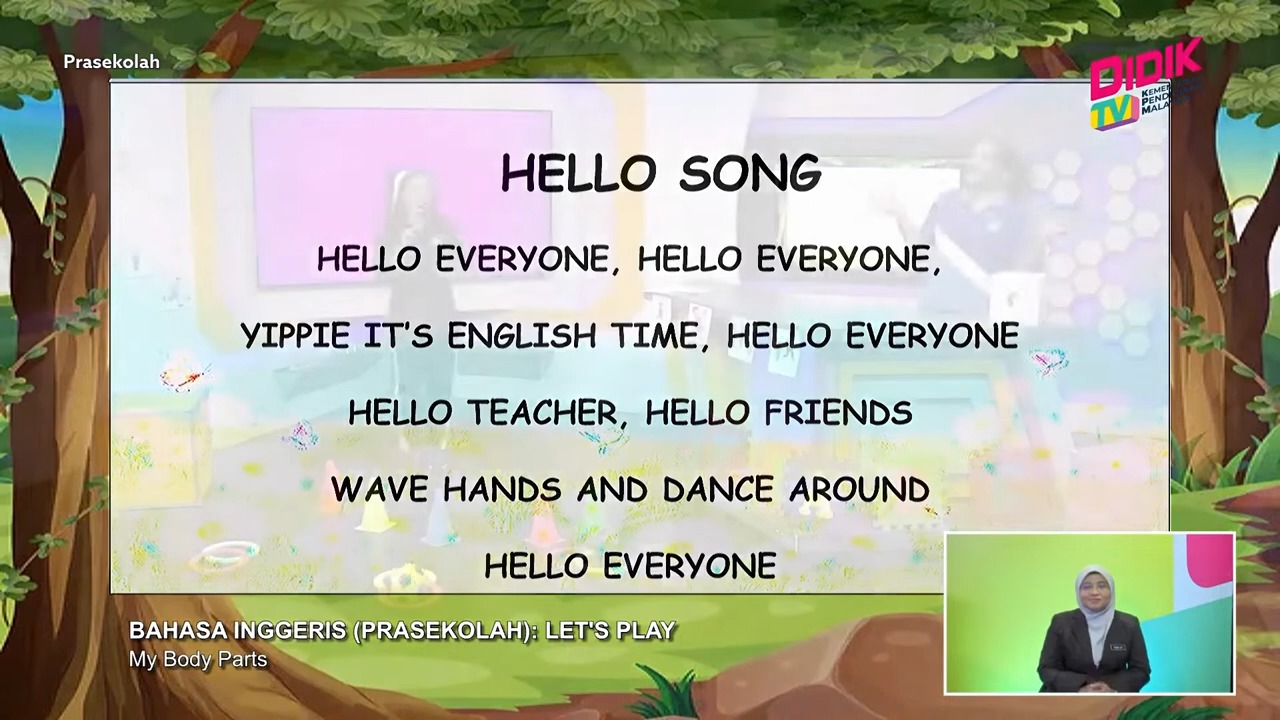 Prasekolah
DIDIK
TV
HELLO SONG
HELLO EVERYONE, HELLO EVERYONE,
YIPPIE IT'S ENGLISH TIME, HELLO EVERYONE
HELLO TEACHER, HELLO FRIENDS
WAVE HANDS AND DANCE AROUND
HELLO EVERYONE
BAHASA INGGERIS (PRASEKOLAH): LET'S PLAY
My Body Parts